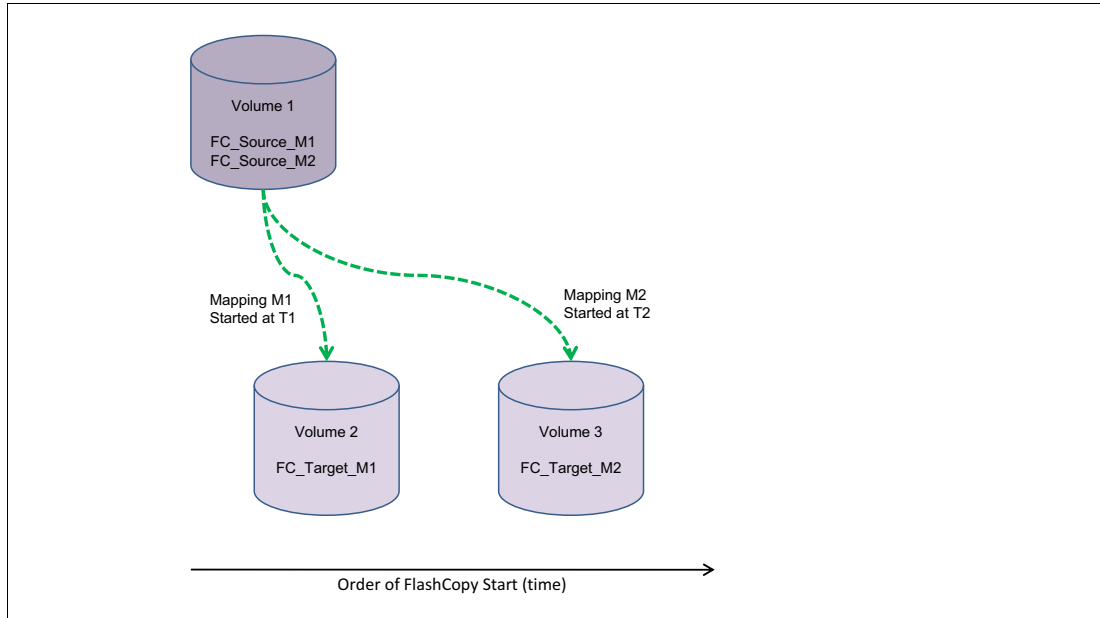 Volume 1
FC_Source_M1
FC_Source_M2
Mapping M1
Started at T1
Mapping M2
Started at T2
Volume 2
FC_Target_M1
Volume 3
FC_Target_M2
Order of FlashCopy Start (time)